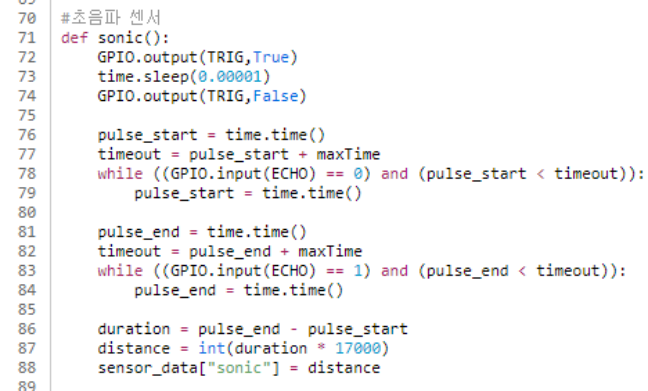 70 #초음파 센서
71 def sonic():
72     GPIO.output(TRIG,True)
73     time.sleep(0.00001)
74     GPIO.output(TRIG,False)
75
76     pulse_start = time.time()
77     timeout = pulse_start + maxTime
78     while ((GPIO.input(ECHO) == 0) and (pulse_start < timeout)):
79         pulse_start = time.time()
80
81     pulse_end = time.time()
82     timeout = pulse_end + maxTime
83     while ((GPIO.input(ECHO) == 1) and (pulse_end < timeout)):
84         pulse_end = time.time()
85
86     duration = pulse_end - pulse_start
87     distance = int(duration * 17000)
88     sensor_data["sonic"] = distance
89